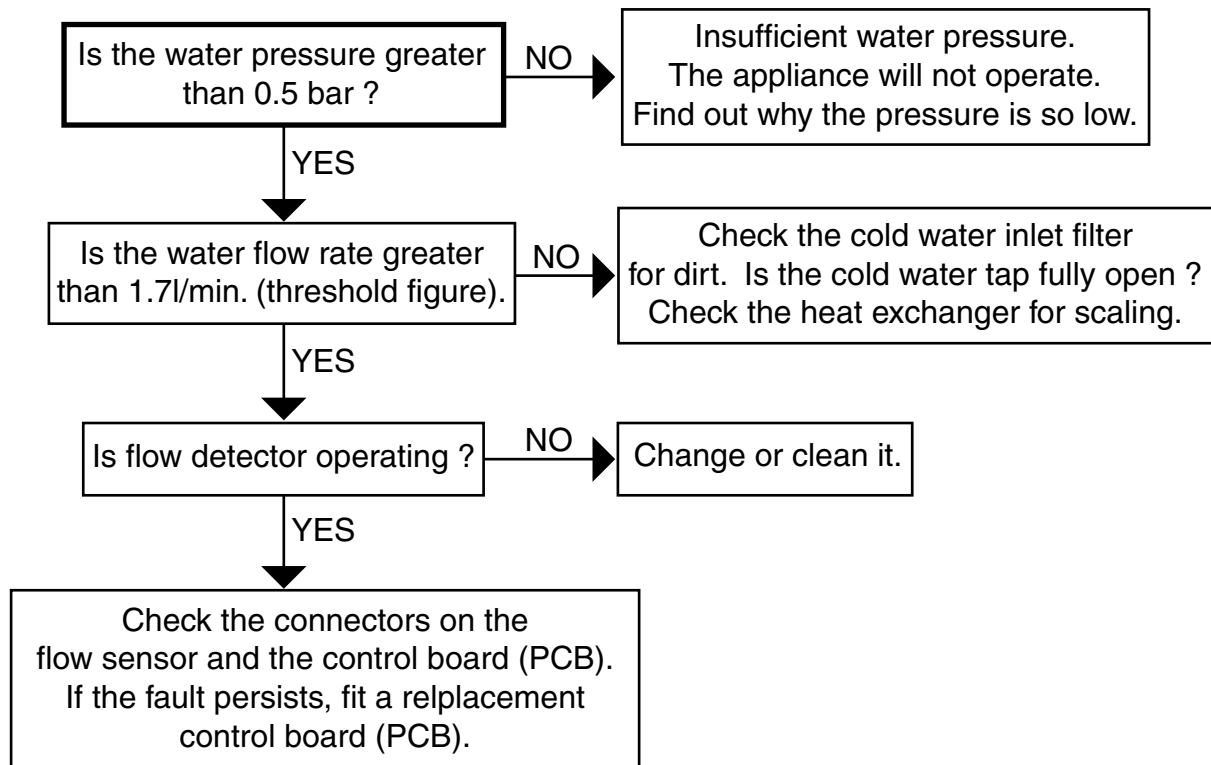 Is the water pressure greater
than 0.5 bar ?
NO
Insufficient water pressure.
The appliance will not operate.
Find out why the pressure is so low.
YES
Is the water flow rate greater
than 1.7l/min. (threshold figure).
NO
Check the cold water inlet filter
for dirt.  Is the cold water tap fully open ?
Check the heat exchanger for scaling.
YES
Is flow detector operating ?
NO
Change or clean it.
YES
Check the connectors on the
flow sensor and the control board (PCB).
If the fault persists, fit a relplacement
control board (PCB).